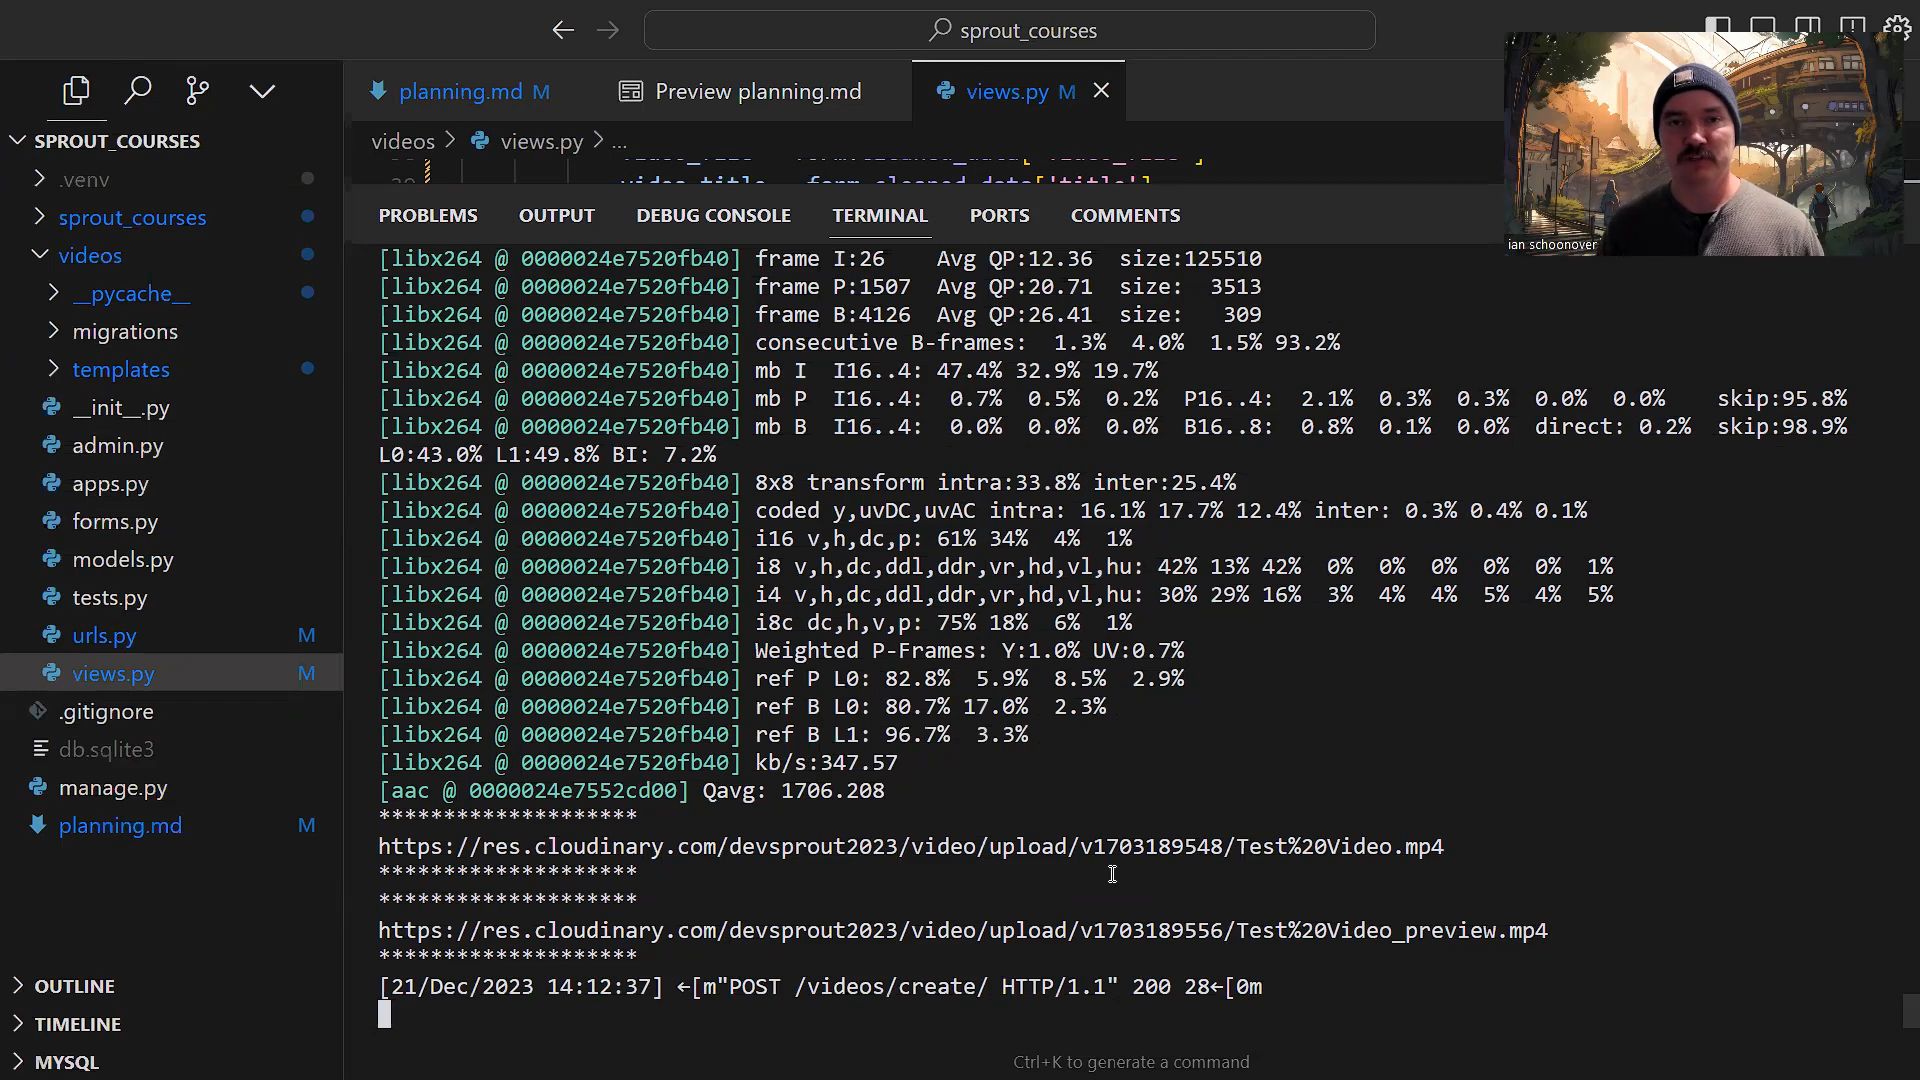 sprout_courses
planning.md M
Preview planning.md
views.py M
SPROUT_COURSES
videos > views.py > ...
.venv
sprout_courses
videos
__pycache__
migrations
templates
__init__.py
admin.py
apps.py
forms.py
models.py
tests.py
urls.py M
views.py M
.gitignore
db.sqlite3
manage.py
planning.md M
OUTLINE
TIMELINE
MYSQL
video_title = form.cleaned_data['title']
PROBLEMS OUTPUT DEBUG CONSOLE TERMINAL PORTS COMMENTS
ian schoonover
[libx264 @ 0000024e7520fb40] frame I:26 Avg QP:12.36 size:125510
[libx264 @ 0000024e7520fb40] frame P:1507 Avg QP:20.71 size: 3513
[libx264 @ 0000024e7520fb40] frame B:4126 Avg QP:26.41 size: 309
[libx264 @ 0000024e7520fb40] consecutive B-frames: 1.3% 4.0% 1.5% 93.2%
[libx264 @ 0000024e7520fb40] mb I I16..4: 47.4% 32.9% 19.7%
[libx264 @ 0000024e7520fb40] mb P I16..4: 0.7% 0.5% 0.2% P16..4: 2.1% 0.3% 0.3% 0.0% 0.0% skip:95.8%
[libx264 @ 0000024e7520fb40] mb B I16..4: 0.0% 0.0% 0.0% B16..8: 0.8% 0.1% 0.0% direct: 0.2% skip:98.9%
L0:43.0% L1:49.8% BI: 7.2%
[libx264 @ 0000024e7520fb40] 8x8 transform intra:33.8% inter:25.4%
[libx264 @ 0000024e7520fb40] coded y,uvDC,uvAC intra: 16.1% 17.7% 12.4% inter: 0.3% 0.4% 0.1%
[libx264 @ 0000024e7520fb40] i16 v,h,dc,p: 61% 34% 4% 1%
[libx264 @ 0000024e7520fb40] i8 v,h,dc,ddl,ddr,vr,hd,vl,hu: 42% 13% 42% 0% 0% 0% 0% 0% 1%
[libx264 @ 0000024e7520fb40] i4 v,h,dc,ddl,ddr,vr,hd,vl,hu: 30% 29% 16% 3% 4% 4% 5% 4% 5%
[libx264 @ 0000024e7520fb40] i8c dc,h,v,p: 75% 18% 6% 1%
[libx264 @ 0000024e7520fb40] Weighted P-Frames: Y:1.0% UV:0.7%
[libx264 @ 0000024e7520fb40] ref P L0: 82.8% 5.9% 8.5% 2.9%
[libx264 @ 0000024e7520fb40] ref B L0: 80.7% 17.0% 2.3%
[libx264 @ 0000024e7520fb40] ref B L1: 96.7% 3.3%
[libx264 @ 0000024e7520fb40] kb/s:347.57
[aac @ 0000024e7552cd00] Qavg: 1706.208
********************
https://res.cloudinary.com/devsprout2023/video/upload/v1703189548/Test%20Video.mp4
********************
********************
https://res.cloudinary.com/devsprout2023/video/upload/v1703189556/Test%20Video_preview.mp4
********************
[21/Dec/2023 14:12:37] ←[m"POST /videos/create/ HTTP/1.1" 200 28←[0m
Ctrl+K to generate a command